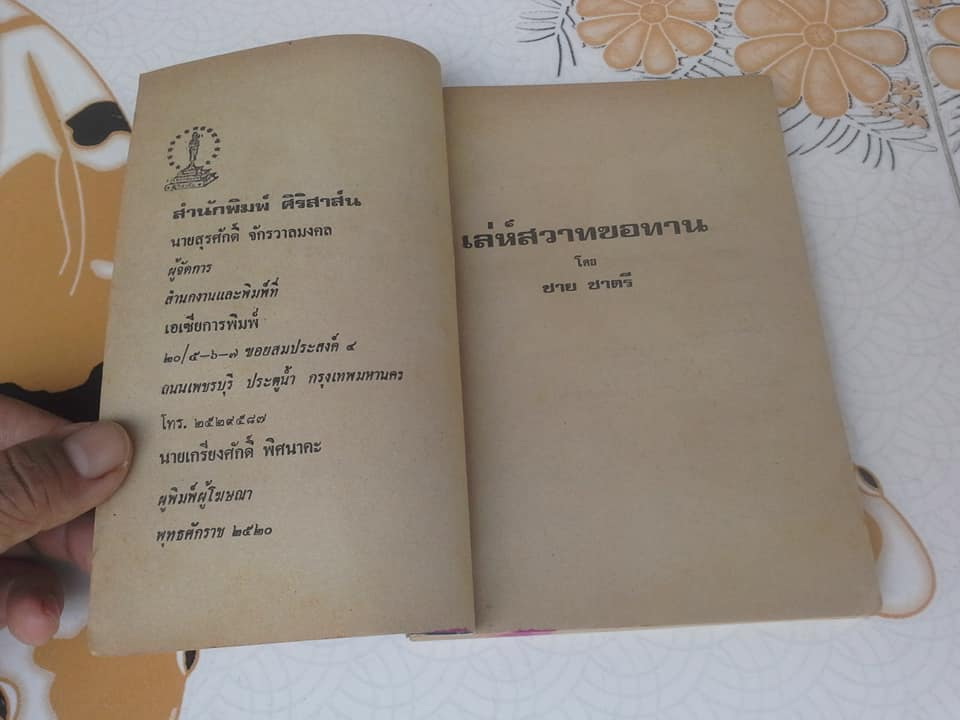 สำนักพิมพ์ ศิริสาส์น
นายสุรศักดิ์ จักรวาลมงคล
ผู้จัดการ
สำนกงานและพิมพ์ที่
เอเซียการพิมพ์
๒๐/๕-๖-๗ ซอยสมประสงค์ ๔
ถนนเพชรบุรี ประตูน้ำ กรุงเทพมหานคร
โทร. ๒๕๒๙๕๘๗
นายเกรียงศักดิ์ พิศนาคะ
ผู้พิมพ์ผู้โฆษณา
พุทธศักราช ๒๕๒๐
เล่ห์สวาทขอทาน
โดย
ชาย ชาตรี